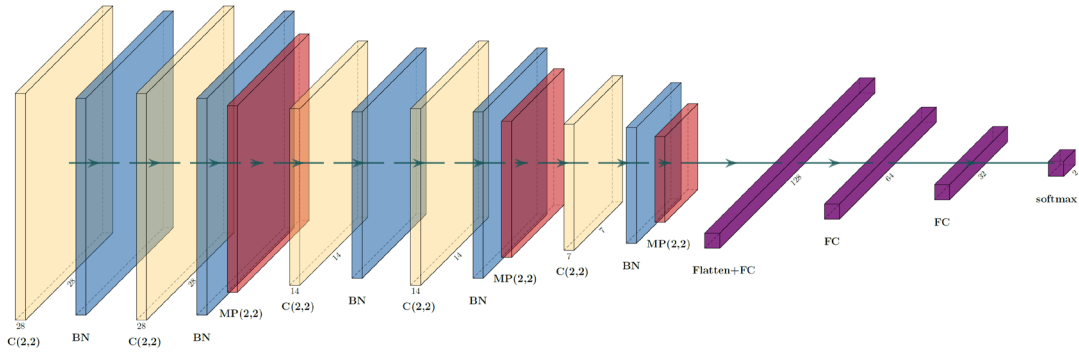 28
28
C(2,2)
BN
28
28
C(2,2)
BN
MP(2,2)
14
14
C(2,2)
BN
14
14
C(2,2)
BN
MP(2,2)
7
7
C(2,2)
BN
MP(2,2)
128
Flatten+FC
64
FC
32
FC
2
softmax